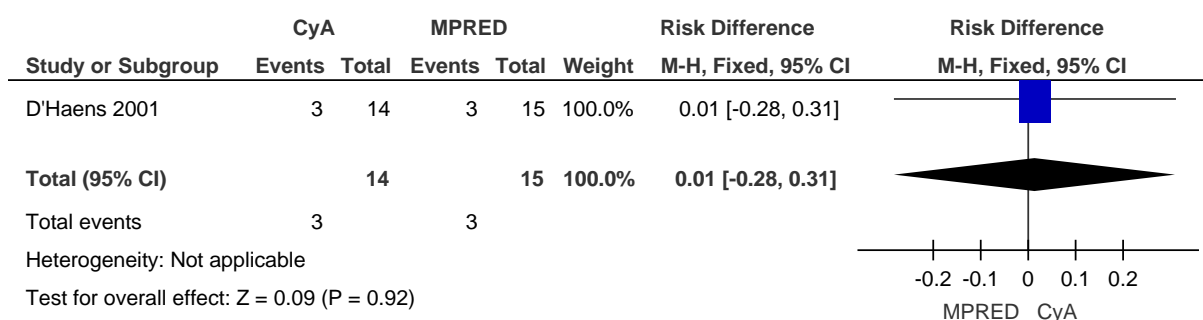 CyA MPRED Risk Difference Risk Difference
Study or Subgroup Events Total Events Total Weight M-H, Fixed, 95% CI M-H, Fixed, 95% CI
D'Haens 2001 3 14 3 15 100.0% 0.01 [-0.28, 0.31]
Total (95% CI) 14 15 100.0% 0.01 [-0.28, 0.31]
Total events 3 3
Heterogeneity: Not applicable
Test for overall effect: Z = 0.09 (P = 0.92)
-0.2 -0.1 0 0.1 0.2
MPRED CyA